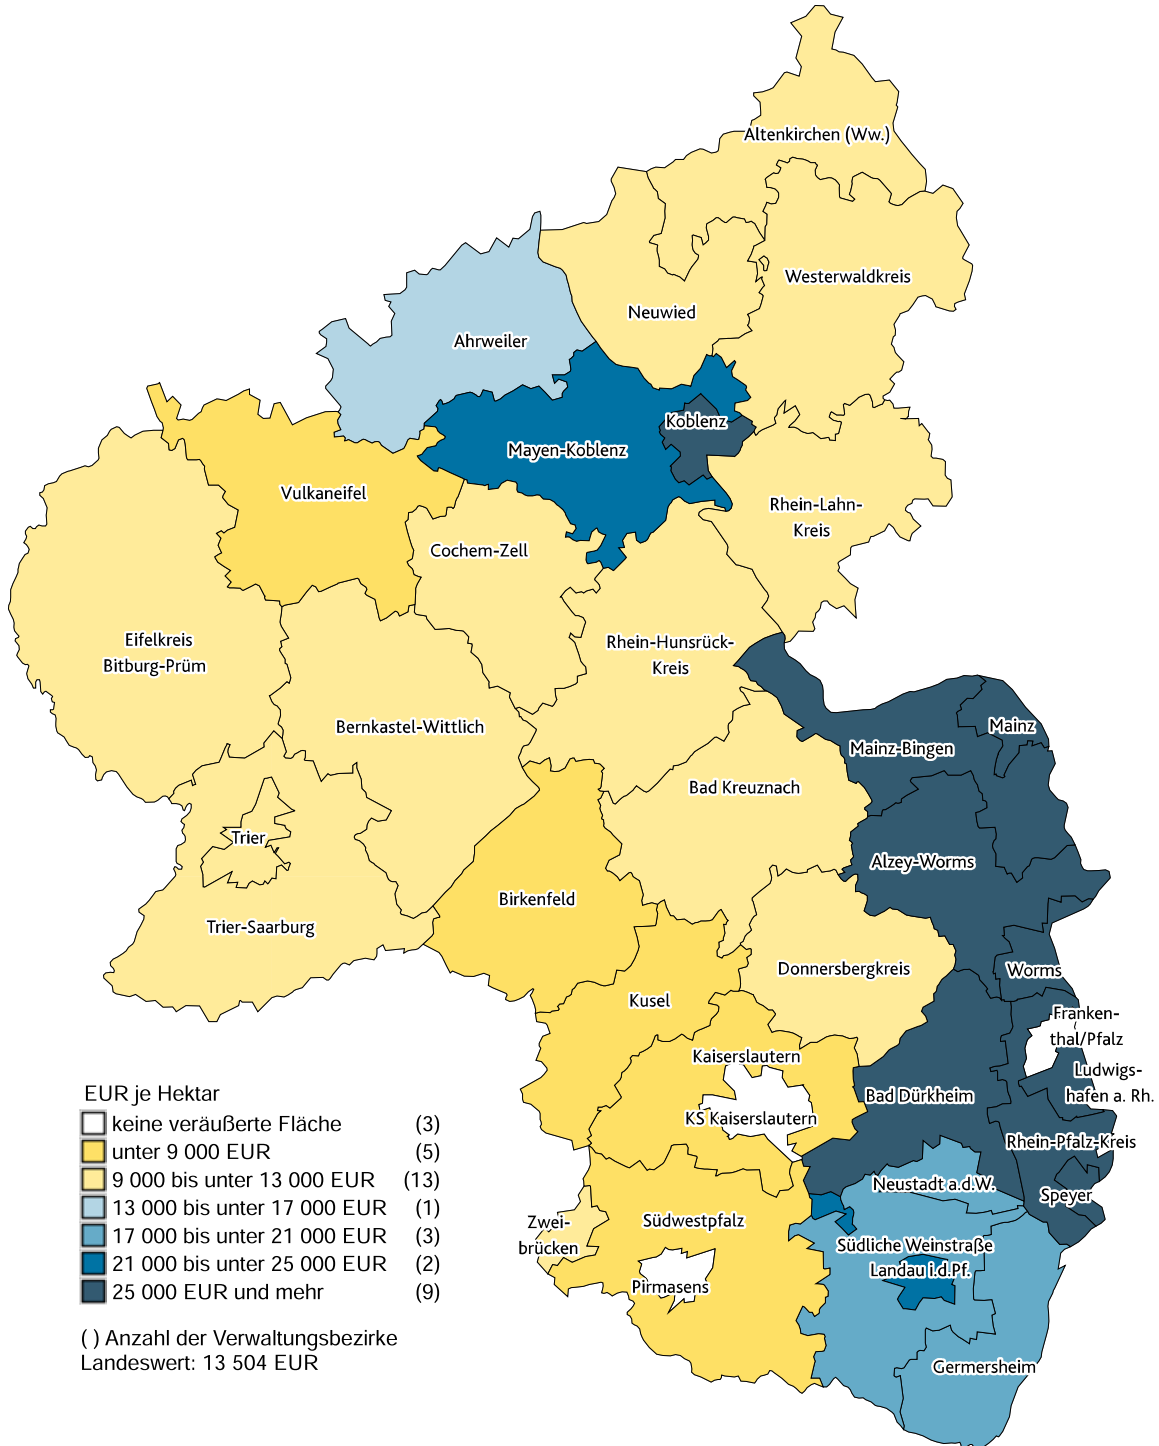 Altenkirchen (Ww.)
Westerwaldkreis
Neuwied
Ahrweiler
Koblenz
Mayen-Koblenz
Vulkaneifel
Rhein-Lahn-
Kreis
Cochem-Zell
Eifelkreis
Bitburg-Prüm
Rhein-Hunsrück-
Kreis
Bernkastel-Wittlich
Mainz
Mainz-Bingen
Bad Kreuznach
Trier
Alzey-Worms
Birkenfeld
Trier-Saarburg
Donnersbergkreis
Worms
Kusel
Franken-
thal/Pfalz
Kaiserslautern
Ludwigs-
hafen a. Rh.
Bad Dürkheim
KS Kaiserslautern
Rhein-Pfalz-Kreis
Neustadt a.d.W.
Speyer
Zwei-
brücken
Südwestpfalz
Südliche Weinstraße
Landau i.d.Pf.
Pirmasens
Germersheim
EUR je Hektar
keine veräußerte Fläche (3)
unter 9 000 EUR (5)
9 000 bis unter 13 000 EUR (13)
13 000 bis unter 17 000 EUR (1)
17 000 bis unter 21 000 EUR (3)
21 000 bis unter 25 000 EUR (2)
25 000 EUR und mehr (9)
( ) Anzahl der Verwaltungsbezirke
Landeswert: 13 504 EUR